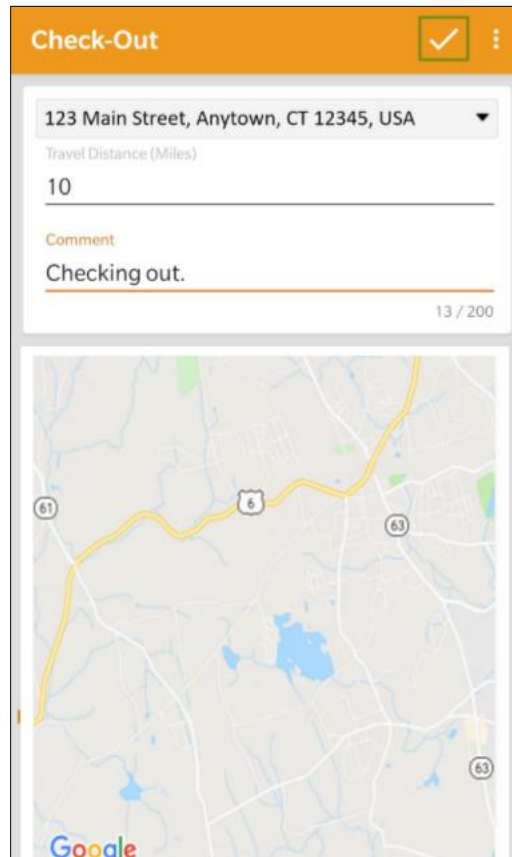 Check-Out
123 Main Street, Anytown, CT 12345, USA
Travel Distance (Miles)
10
Comment
Checking out.
13 / 200
61
6
63
63
Google